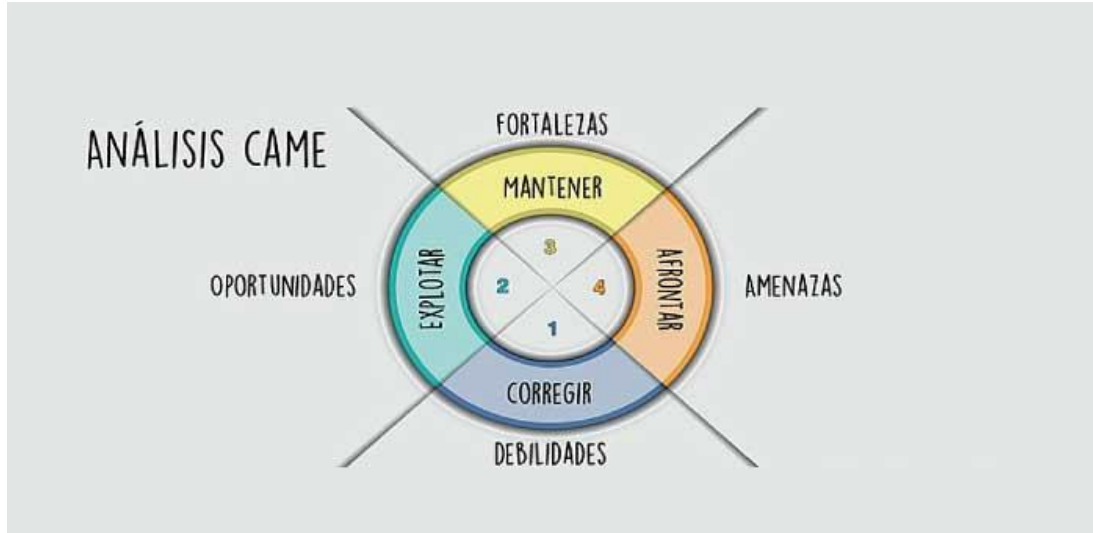 ANÁLISIS CAME
FORTALEZAS
MANTENER
3
OPORTUNIDADES
EXPLOTAR
2
4
AFRONTAR
AMENAZAS
1
CORREGIR
DEBILIDADES